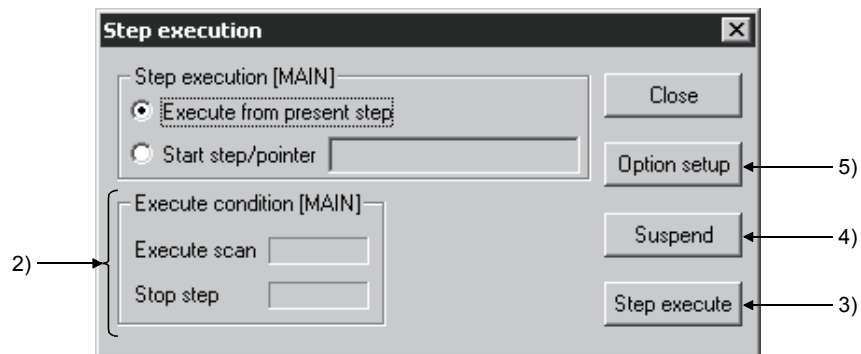 Step execution
Step execution [MAIN]
Execute from present step
Start step/pointer
Close
Option setup
5)
Execute condition [MAIN]
Execute scan
Stop step
2)
Suspend
4)
Step execute
3)